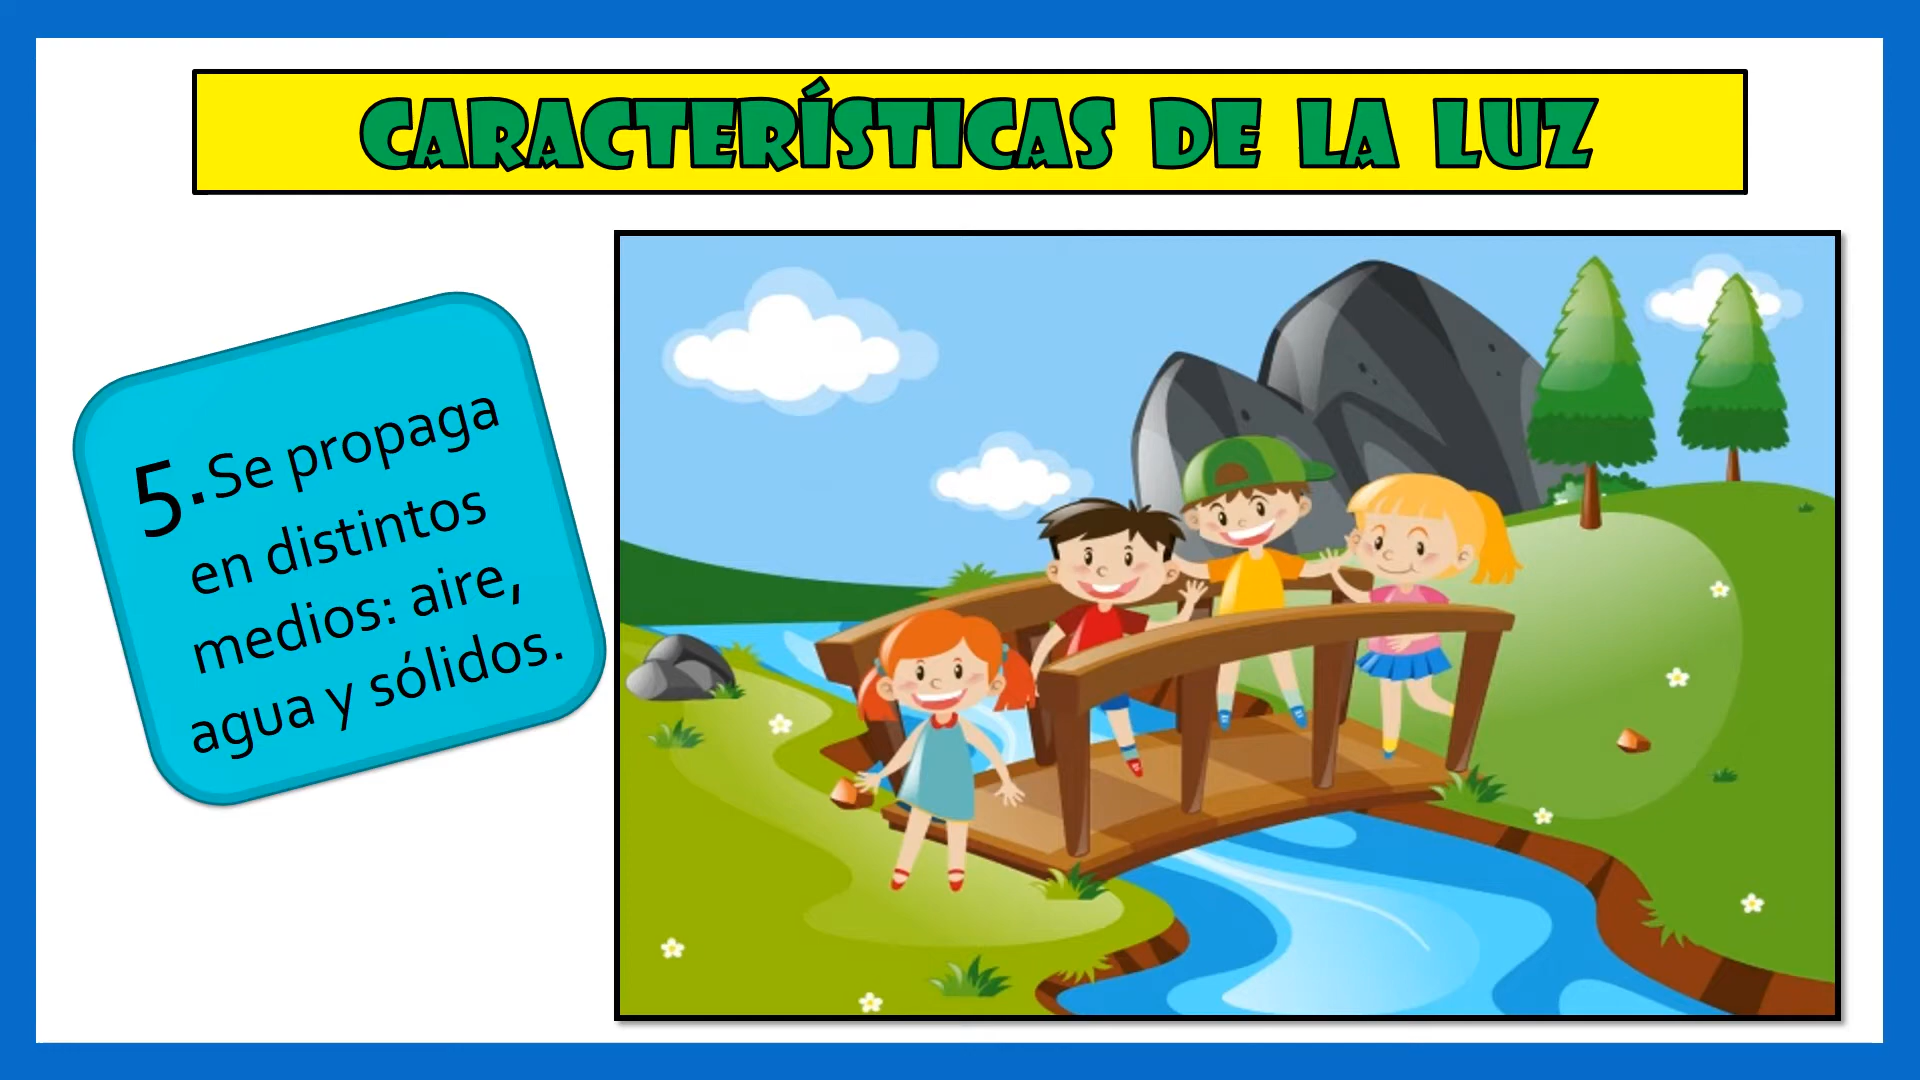 CARACTERÍSTICAS DE LA LUZ
5. Se propaga
en distintos
medios: aire,
agua y sólidos.